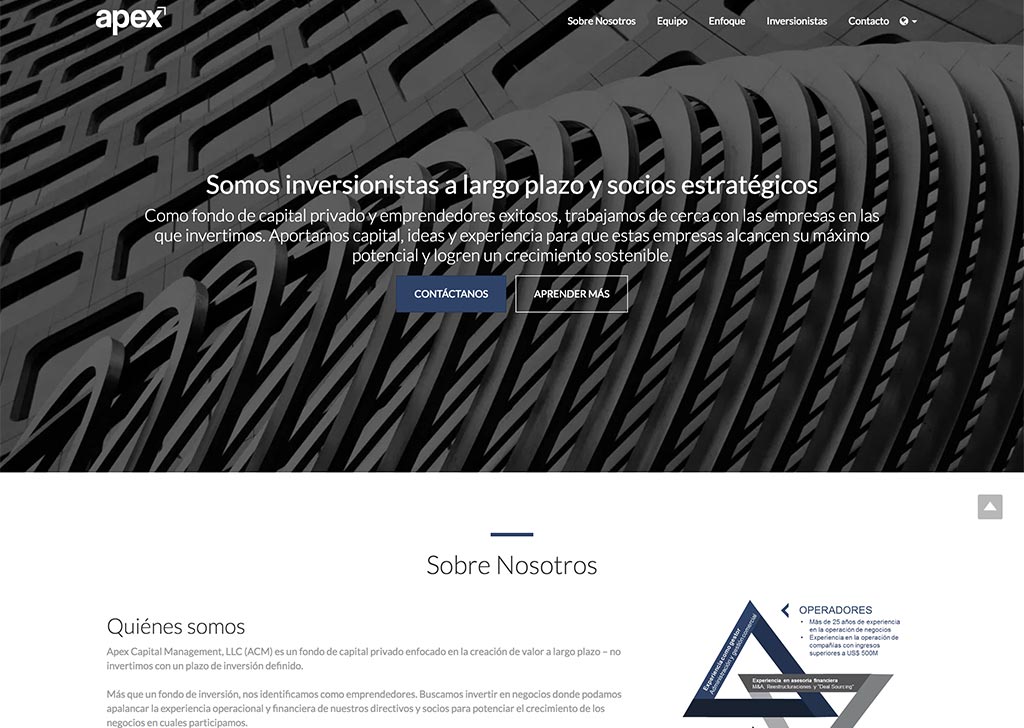 apex
Sobre Nosotros Equipo Enfoque Inversionistas Contacto
Somos inversionistas a largo plazo y socios estratégicos
Como fondo de capital privado y emprendedores exitosos, trabajamos de cerca con las empresas en las
que invertimos. Aportamos capital, ideas y experiencia para que estas empresas alcancen su máximo
potencial y logren un crecimiento sostenible.
CONTÁCTANOS APRENDER MÁS
Sobre Nosotros
Quiénes somos
Apex Capital Management, LLC (ACM) es un fondo de capital privado enfocado en la creación de valor a largo plazo – no
invertimos con un plazo de inversión definido.
Más que un fondo de inversión, nos identificamos como emprendedores. Buscamos invertir en negocios donde podamos
apalancar la experiencia operacional y financiera de nuestros directivos y socios para potenciar el crecimiento de los
negocios en cuales participamos.
OPERADORES
• Más de 25 años de experiencia
en la operación de negocios
• Experiencia en la operación de
compañías con ingresos
superiores a US$ 500M
Experiencia como gestor
Administración y gestión comercial
Experiencia en asesoría financiera
M&A, Reestructuraciones y "Deal Sourcing"